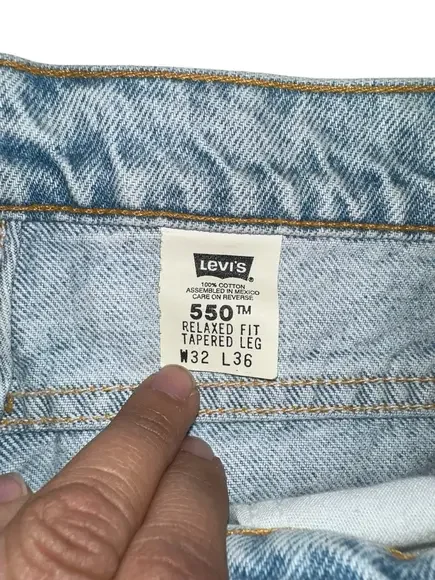 LEVI'S
100% COTTON
ASSEMBLED IN MEXICO
CARE ON REVERSE
550™
RELAXED FIT
TAPERED LEG
W32 L36